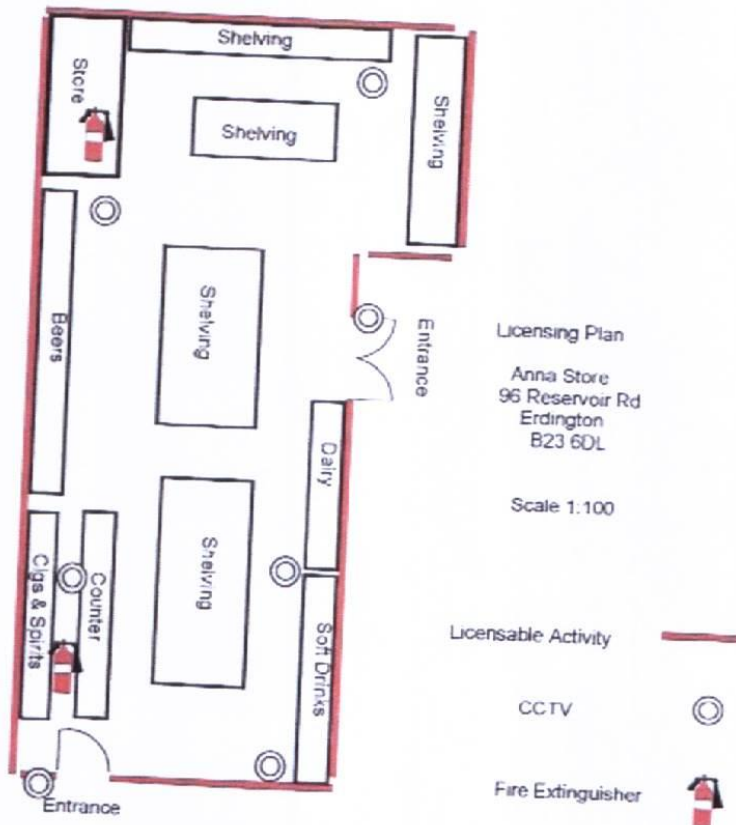 Shelving
Store
Shelving
Shelving
Beers
Shelving
Entrance
Licensing Plan
Anna Store
96 Reservoir Rd
Erdington
B23 6DL
Scale 1:100
Dairy
Shelving
Cigs & Spirits
Counter
Soft Drinks
Licensable Activity
CCTV
Fire Extinguisher
Entrance